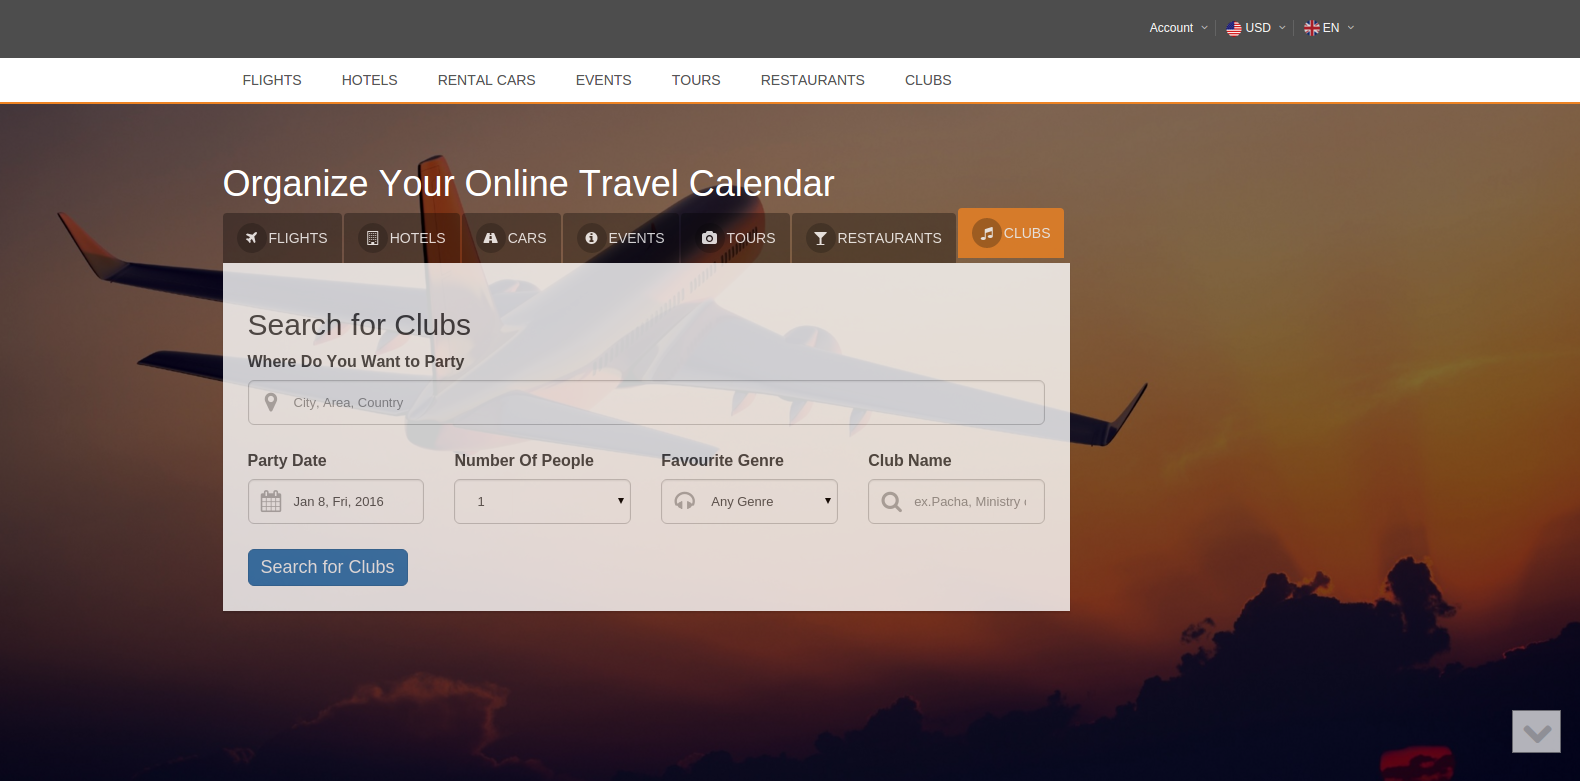 Account USD EN
FLIGHTS HOTELS RENTAL CARS EVENTS TOURS RESTAURANTS CLUBS
Organize Your Online Travel Calendar
FLIGHTS HOTELS CARS EVENTS TOURS RESTAURANTS CLUBS
Search for Clubs
Where Do You Want to Party
City, Area, Country
Party Date Number Of People Favourite Genre Club Name
Jan 8, Fri, 2016 1 Any Genre ex.Pacha, Ministry
Search for Clubs